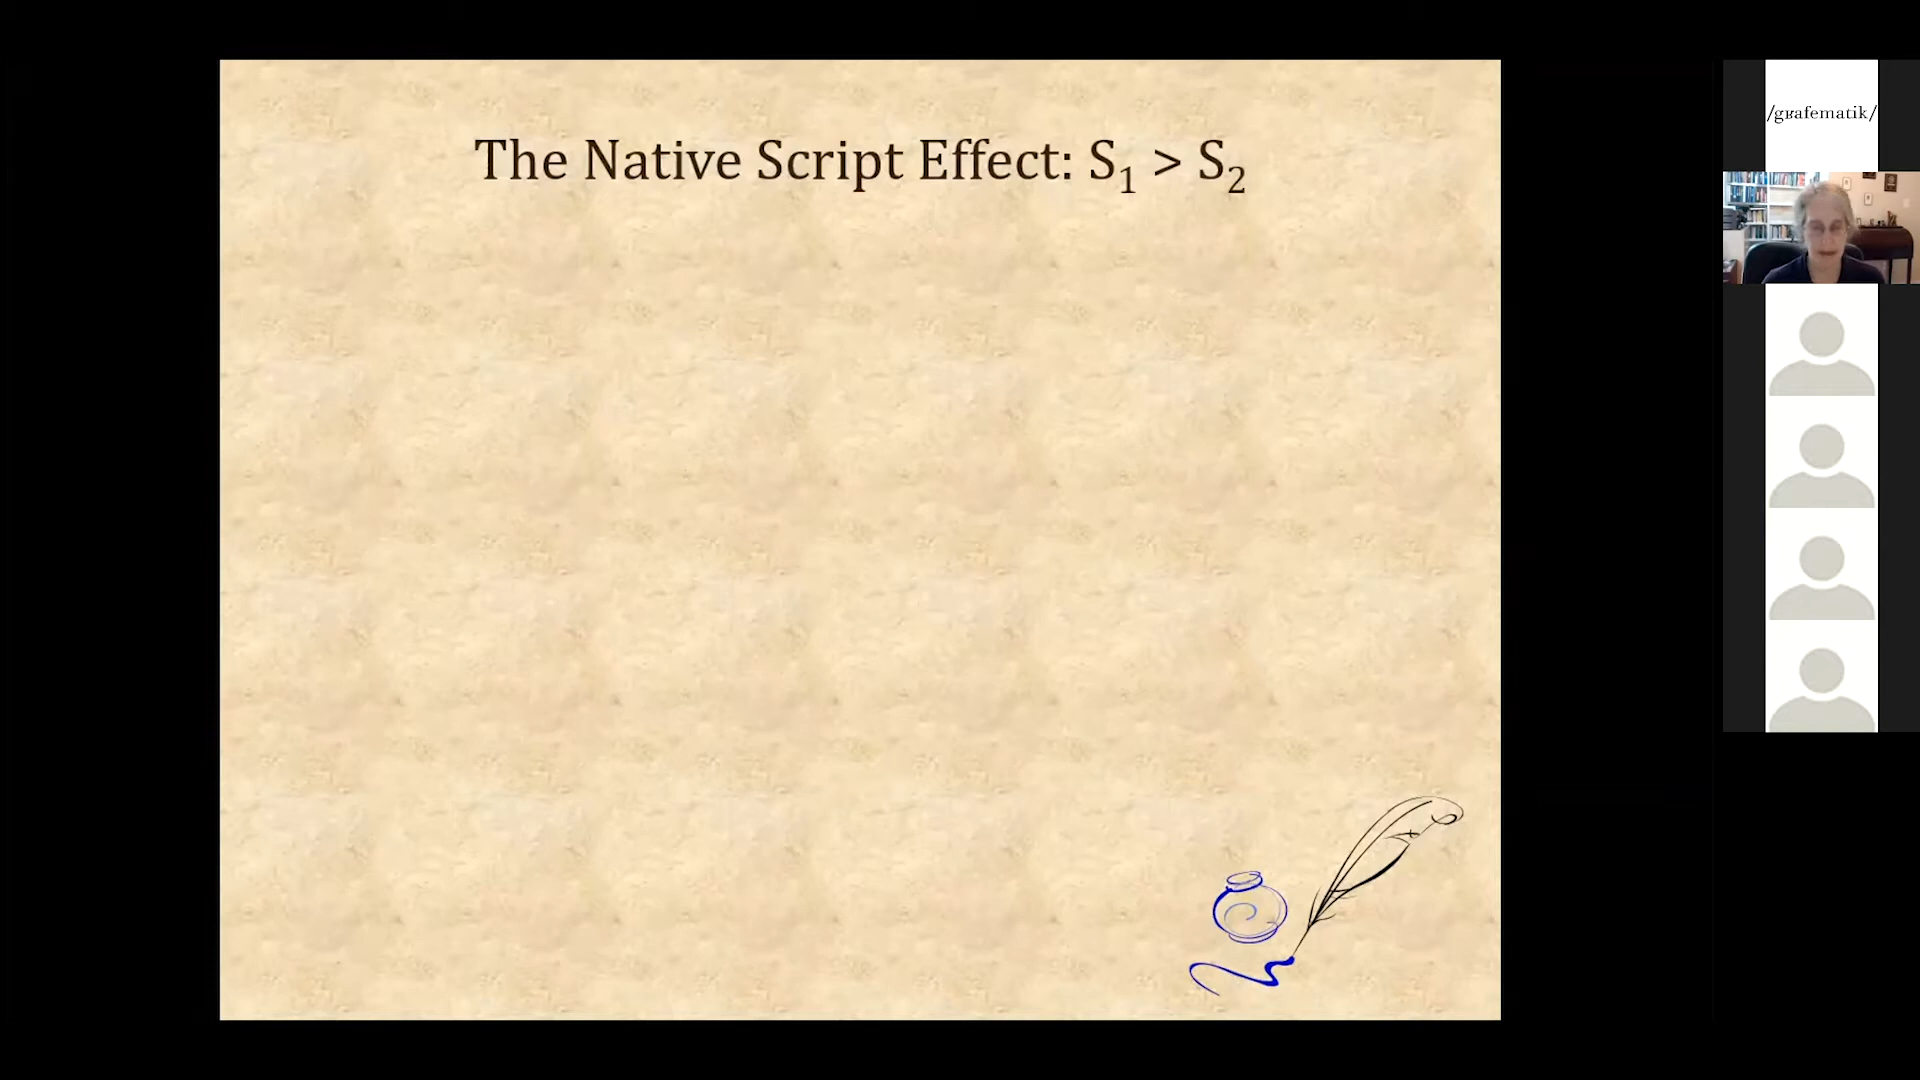 The Native Script Effect: S₁ > S₂
/gʁafematik/